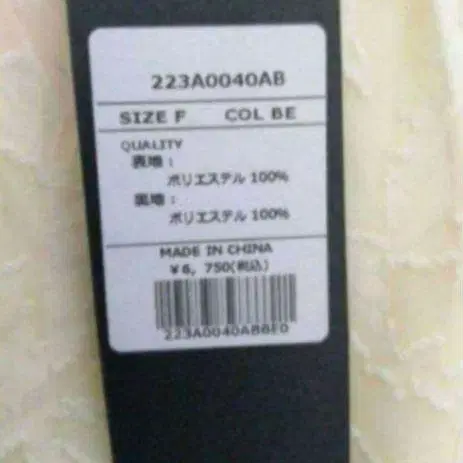 223A0040AB
SIZE F COL BE
QUALITY
表地：
ポリエステル 100%
裏地：
ポリエステル 100%
MADE IN CHINA
¥6, 750(税込)
223A0040ABBE0